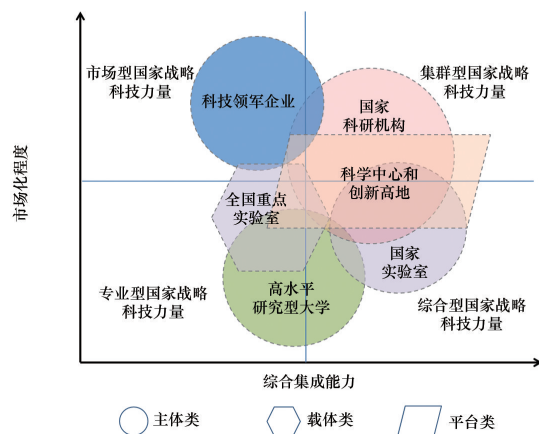 市场型国家战略
科技力量
科技领军企业
国家
科研机构
集群型国家战略
科技力量
市场化程度
科学中心和
创新高地
全国重点
实验室
国家
实验室
专业型国家战略
科技力量
高水平
研究型大学
综合型国家战略
科技力量
综合集成能力
主体类
载体类
平台类